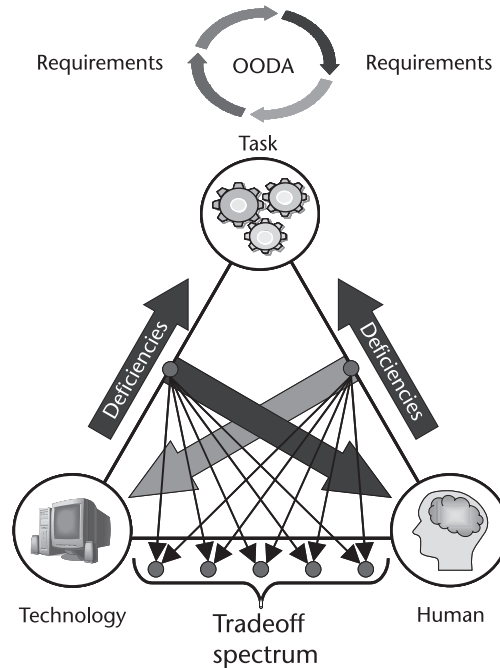 Requirements
OODA
Requirements
Task
Deficiencies
Deficiencies
Technology
Human
Tradeoff
spectrum